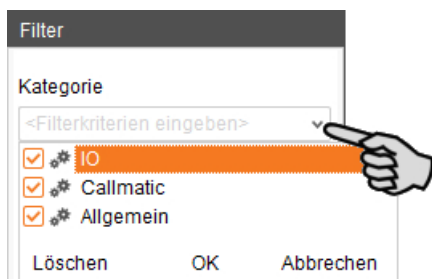 Filter
Kategorie
<Filterkriterien eingeben>
IO
Callmatic
Allgemein
Löschen OK Abbrechen